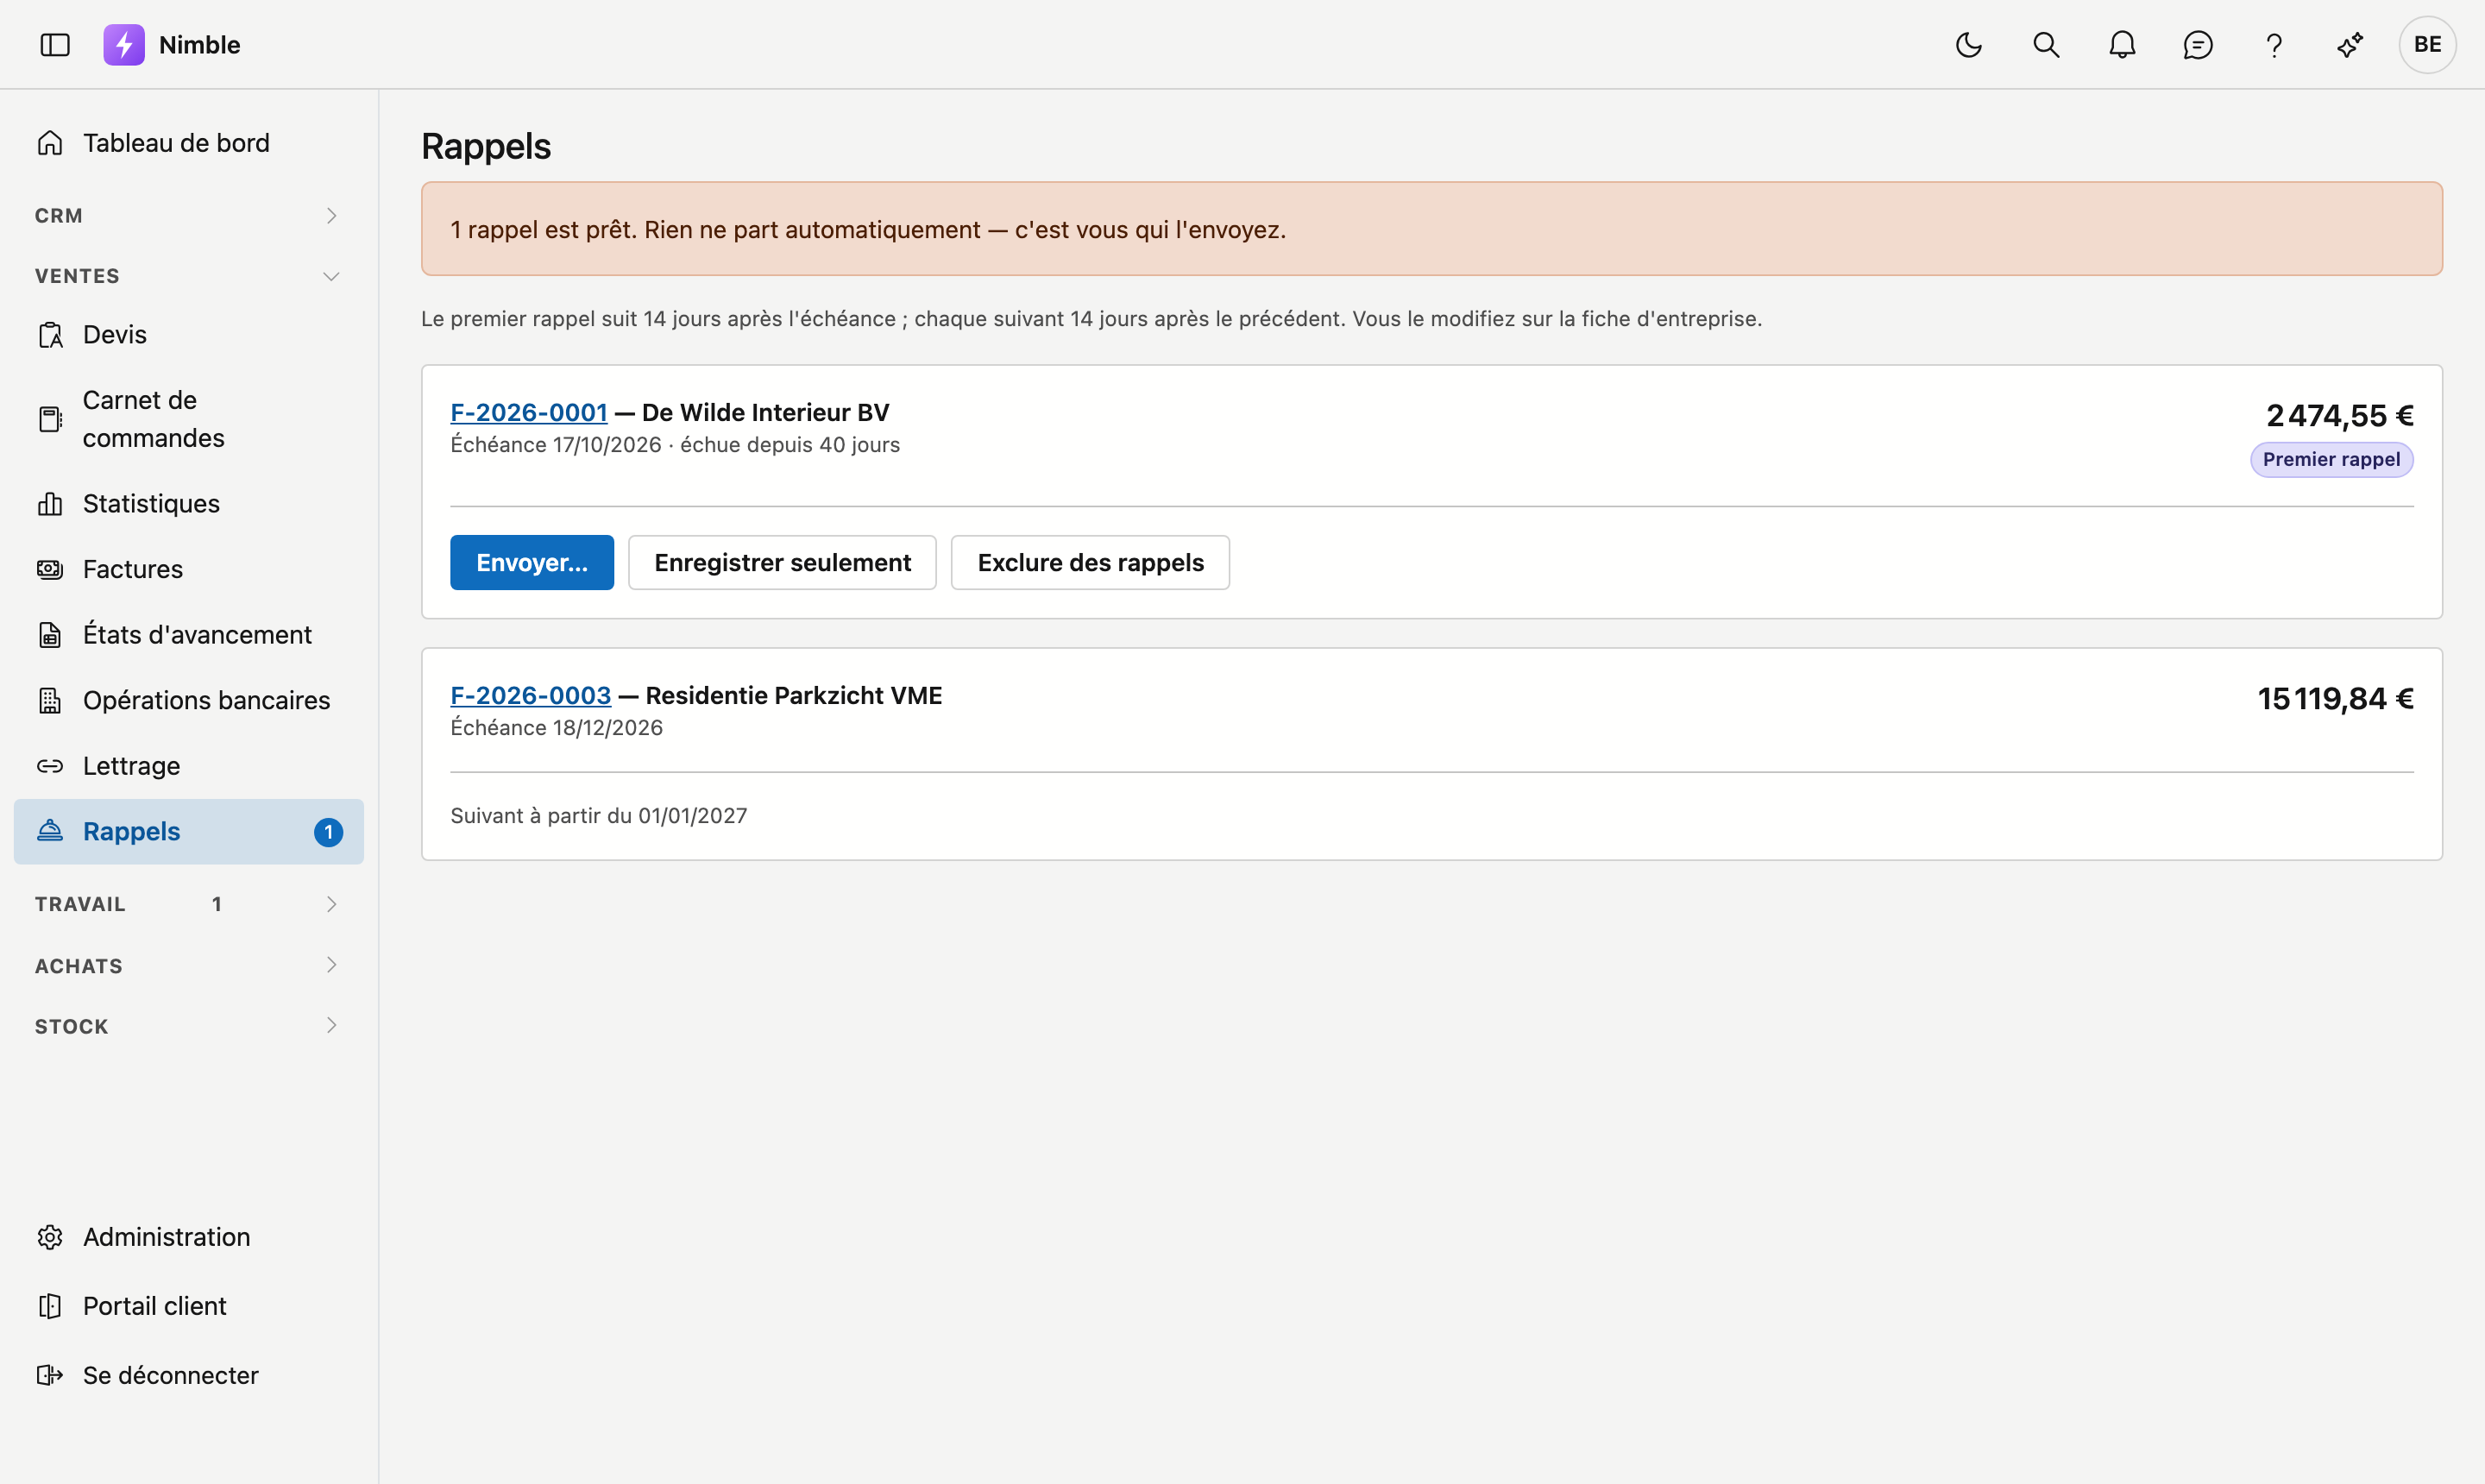 Nimble
BE
Tableau de bord
CRM
VENTES
Devis
Carnet de
commandes
Statistiques
Factures
États d'avancement
Opérations bancaires
Lettrage
Rappels 1
TRAVAIL 1
ACHATS
STOCK
Administration
Portail client
Se déconnecter
Rappels
1 rappel est prêt. Rien ne part automatiquement — c'est vous qui l'envoyez.
Le premier rappel suit 14 jours après l'échéance ; chaque suivant 14 jours après le précédent. Vous le modifiez sur la fiche d'entreprise.
F-2026-0001 — De Wilde Interieur BV
2 474,55 €
Échéance 17/10/2026 · échue depuis 40 jours
Premier rappel
Envoyer... Enregistrer seulement Exclure des rappels
F-2026-0003 — Residentie Parkzicht VME
15 119,84 €
Échéance 18/12/2026
Suivant à partir du 01/01/2027